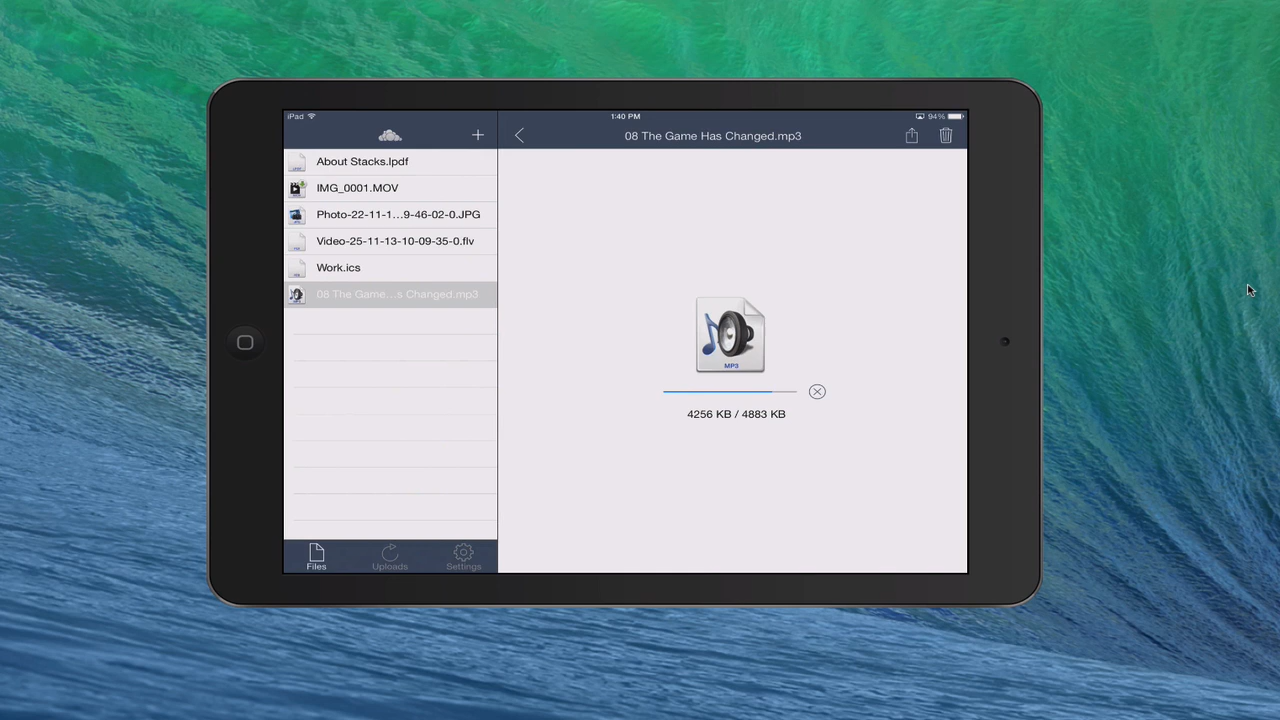 iPad
1:40 PM
94%
08 The Game Has Changed.mp3
About Stacks.lpdf
IMG_0001.MOV
Photo-22-11-1...9-46-02-0.JPG
Video-25-11-13-10-09-35-0.flv
Work.ics
08 The Game...s Changed.mp3
MP3
4256 KB / 4883 KB
Files
Uploads
Settings